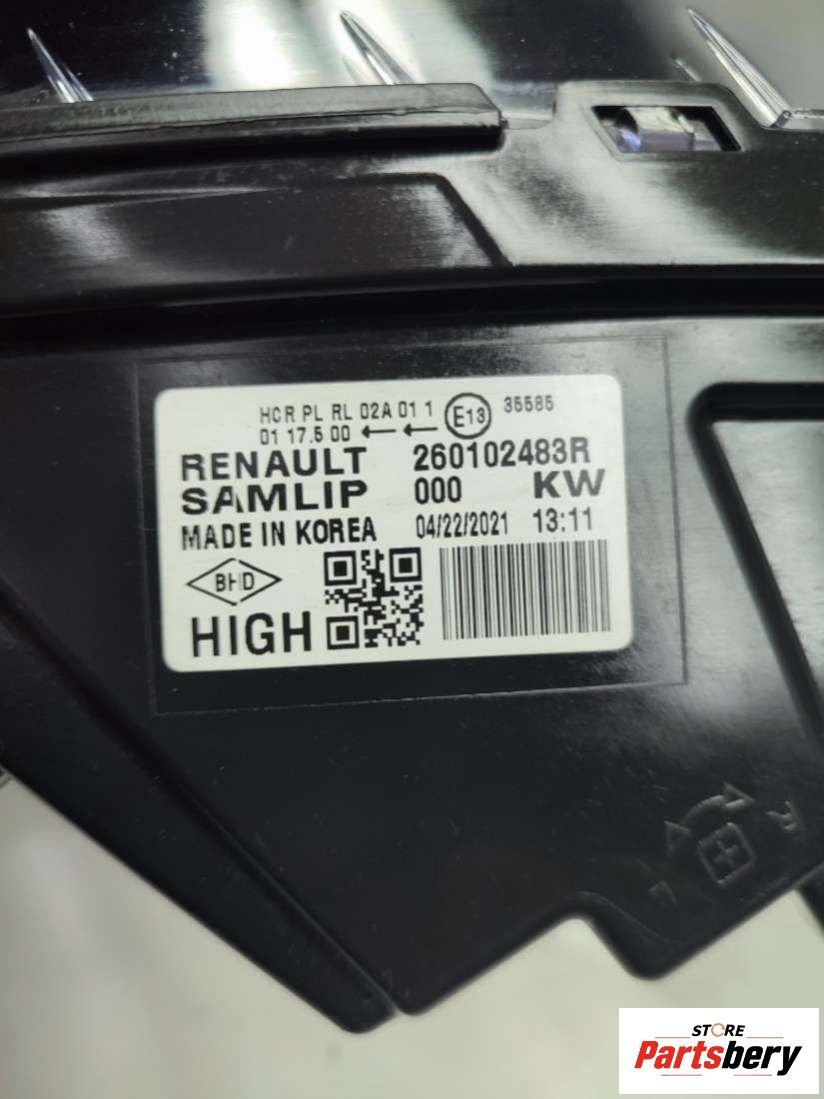 HCR PL RL 02A 01 1 E13 35585
01 17.5 00
RENAULT 260102483R
SAMLIP 000 KW
MADE IN KOREA 04/22/2021 13:11
BHD
HIGH
R
L
STORE
Partsbery